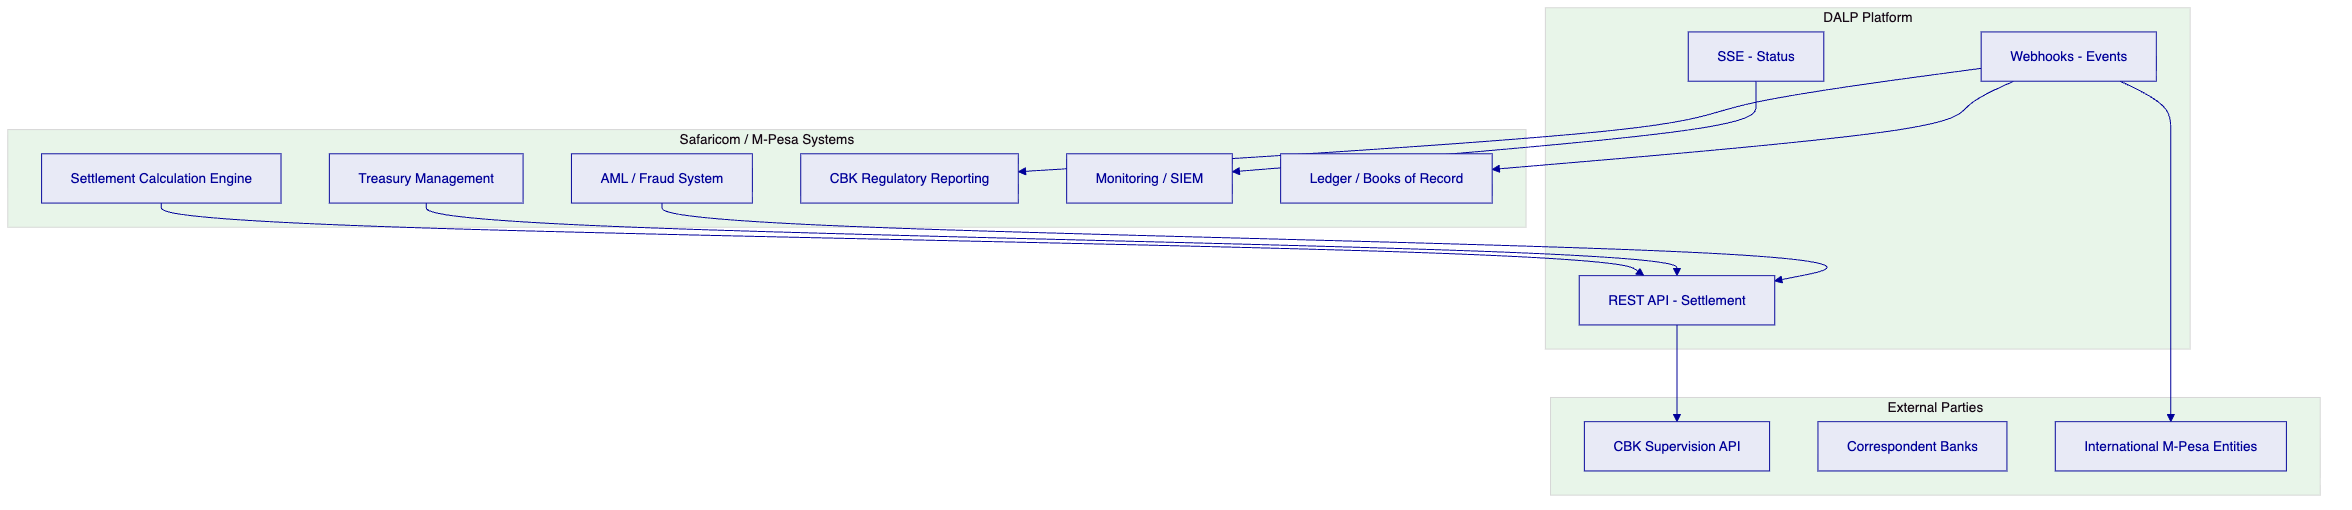 DALP Platform
SSE - Status
Webhooks - Events
Safaricom / M-Pesa Systems
Settlement Calculation Engine
Treasury Management
AML / Fraud System
CBK Regulatory Reporting
Monitoring / SIEM
Ledger / Books of Record
REST API - Settlement
External Parties
CBK Supervision API
Correspondent Banks
International M-Pesa Entities